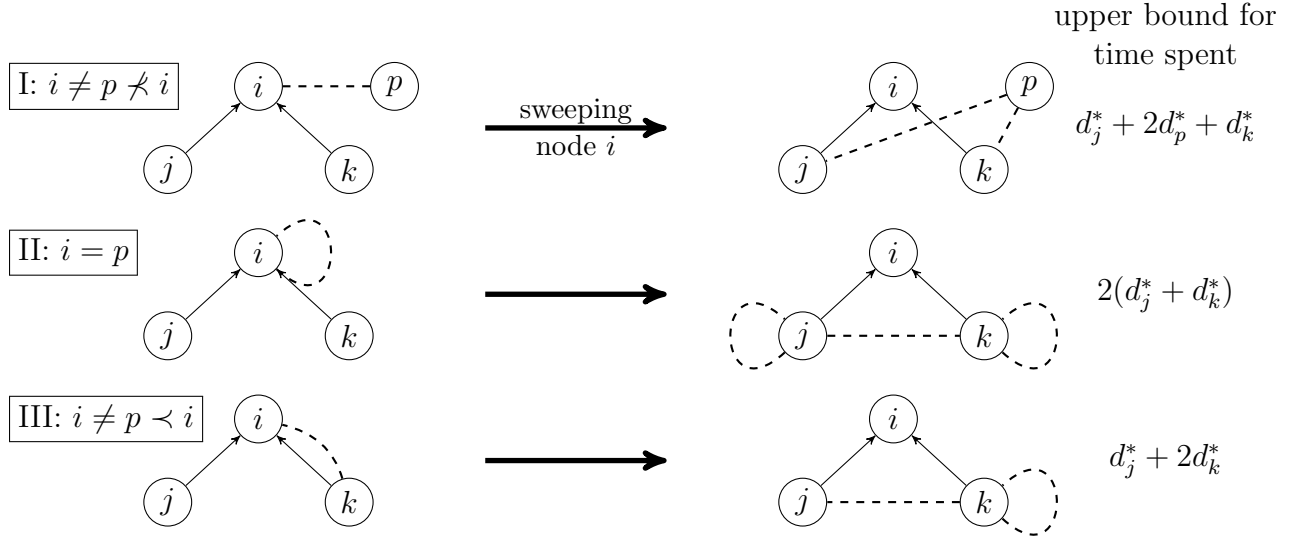 upper bound for
time spent
I: i ≠ p ⊀ i
i
p
j
k
sweeping
node i
i
p
j
k
d*_j + 2d*_p + d*_k
II: i = p
i
j
k
i
j
k
2(d*_j + d*_k)
III: i ≠ p ≺ i
i
j
k
i
j
k
d*_j + 2d*_k